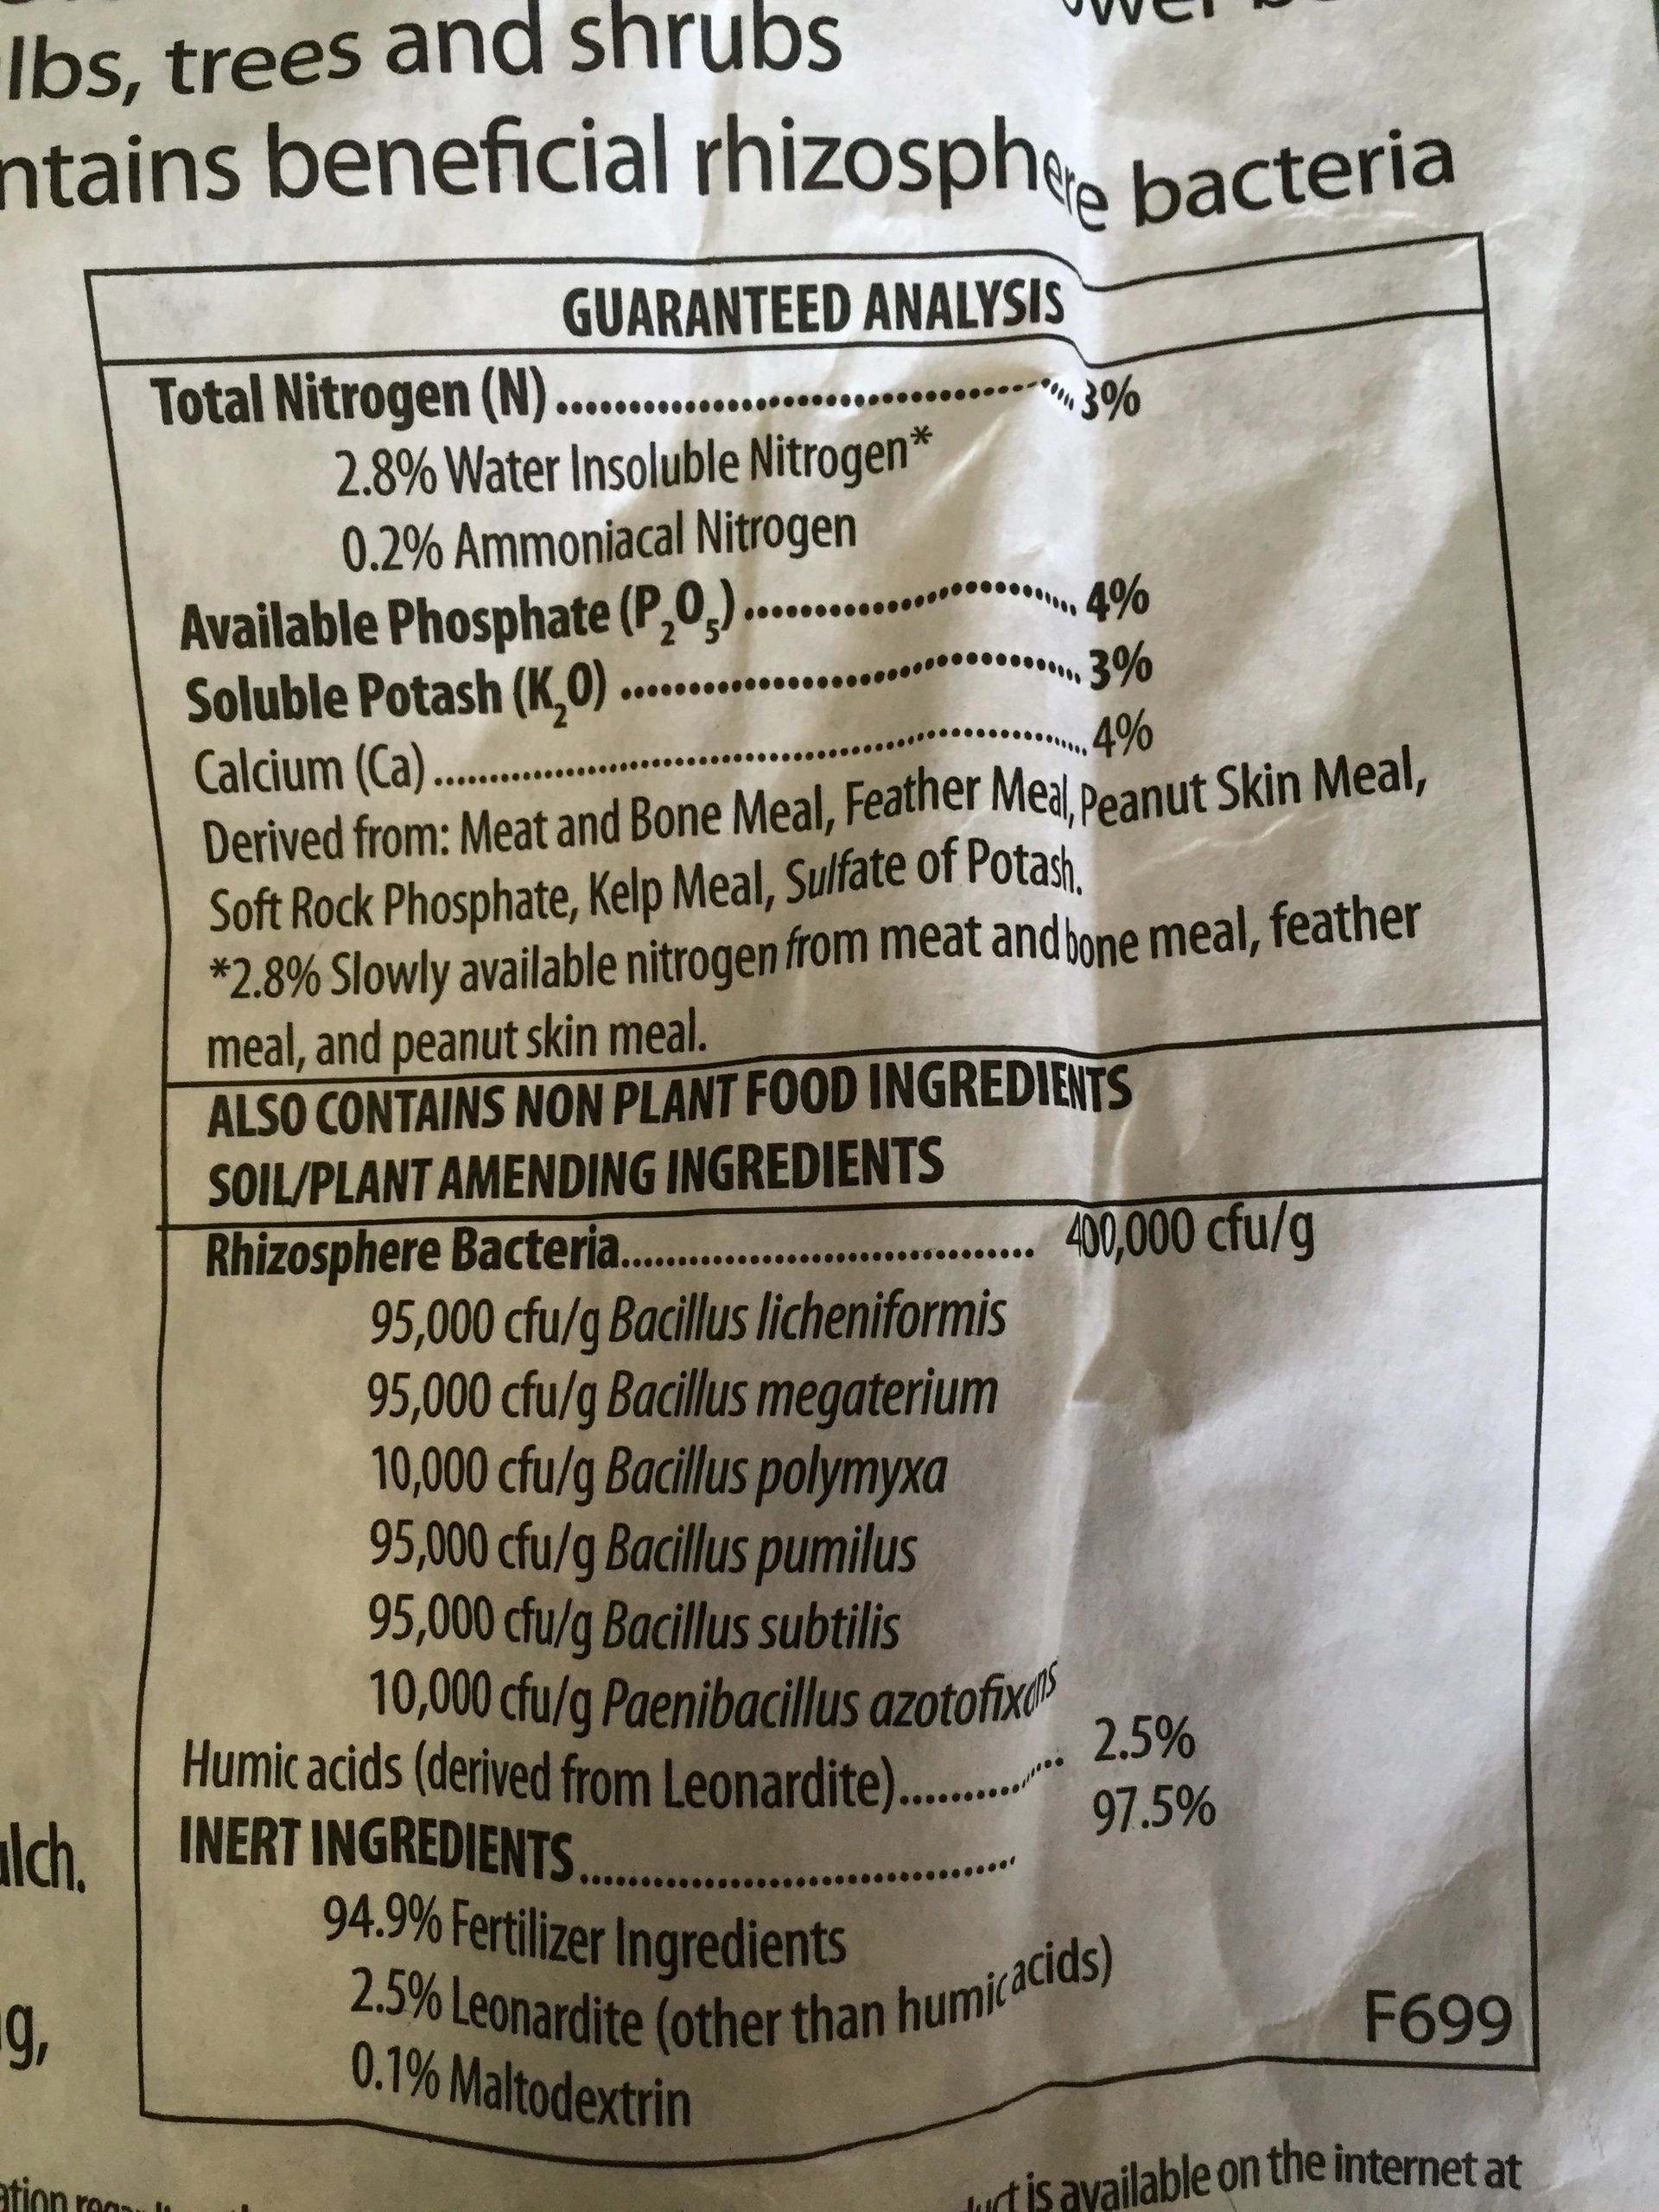 lbs, trees and shrubs
ntains beneficial rhizosphere bacteria
GUARANTEED ANALYSIS
Total Nitrogen (N)........................................3%
2.8% Water Insoluble Nitrogen*
0.2% Ammoniacal Nitrogen
Available Phosphate (P₂O₅)..............................4%
Soluble Potash (K₂O) ........................................3%
Calcium (Ca)......................................................4%
Derived from: Meat and Bone Meal, Feather Meal, Peanut Skin Meal,
Soft Rock Phosphate, Kelp Meal, Sulfate of Potash.
*2.8% Slowly available nitrogen from meat and bone meal, feather
meal, and peanut skin meal.
ALSO CONTAINS NON PLANT FOOD INGREDIENTS
SOIL/PLANT AMENDING INGREDIENTS
Rhizosphere Bacteria.................................... 400,000 cfu/g
95,000 cfu/g Bacillus licheniformis
95,000 cfu/g Bacillus megaterium
10,000 cfu/g Bacillus polymyxa
95,000 cfu/g Bacillus pumilus
95,000 cfu/g Bacillus subtilis
10,000 cfu/g Paenibacillus azotofixans
Humic acids (derived from Leonardite)............... 2.5%
INERT INGREDIENTS...................................... 97.5%
94.9% Fertilizer Ingredients
2.5% Leonardite (other than humic acids)
0.1% Maltodextrin
F699
ulch.
g,
is available on the internet at